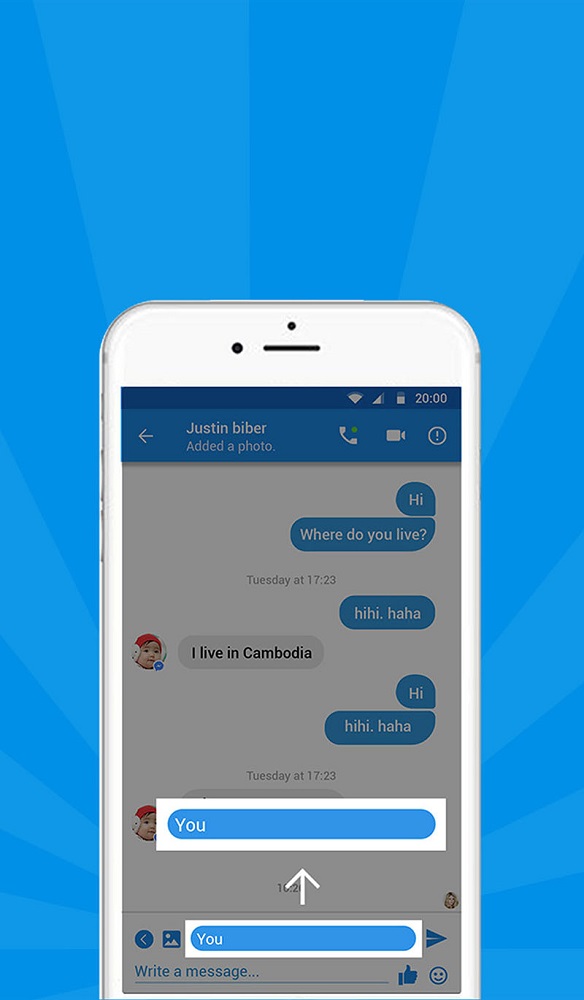 20:00
Justin biber
Added a photo.
Hi
Where do you live?
Tuesday at 17:23
hihi. haha
I live in Cambodia
Hi
hihi. haha
Tuesday at 17:23
You
You
Write a message...